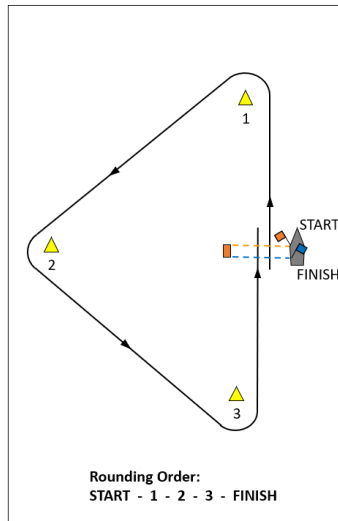 1
START
2
FINISH
3
Rounding Order:
START - 1 - 2 - 3 - FINISH